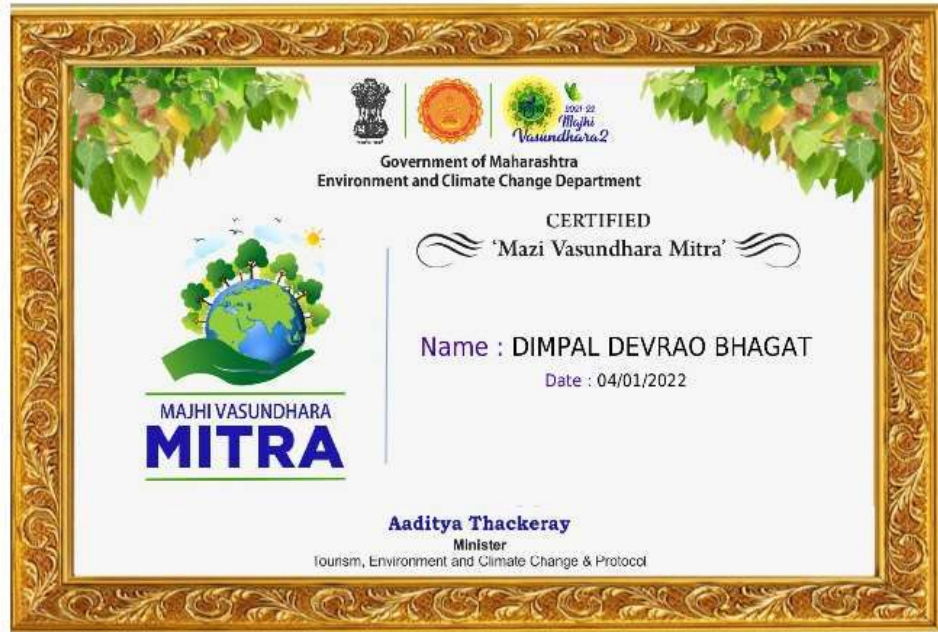 2021-22
Majhi
Vasundhara2
Government of Maharashtra
Environment and Climate Change Department
CERTIFIED
'Mazi Vasundhara Mitra'
Name : DIMPAL DEVRAO BHAGAT
Date : 04/01/2022
MAJHI VASUNDHARA
MITRA
Aaditya Thackeray
Minister
Tourism, Environment and Climate Change & Protocol